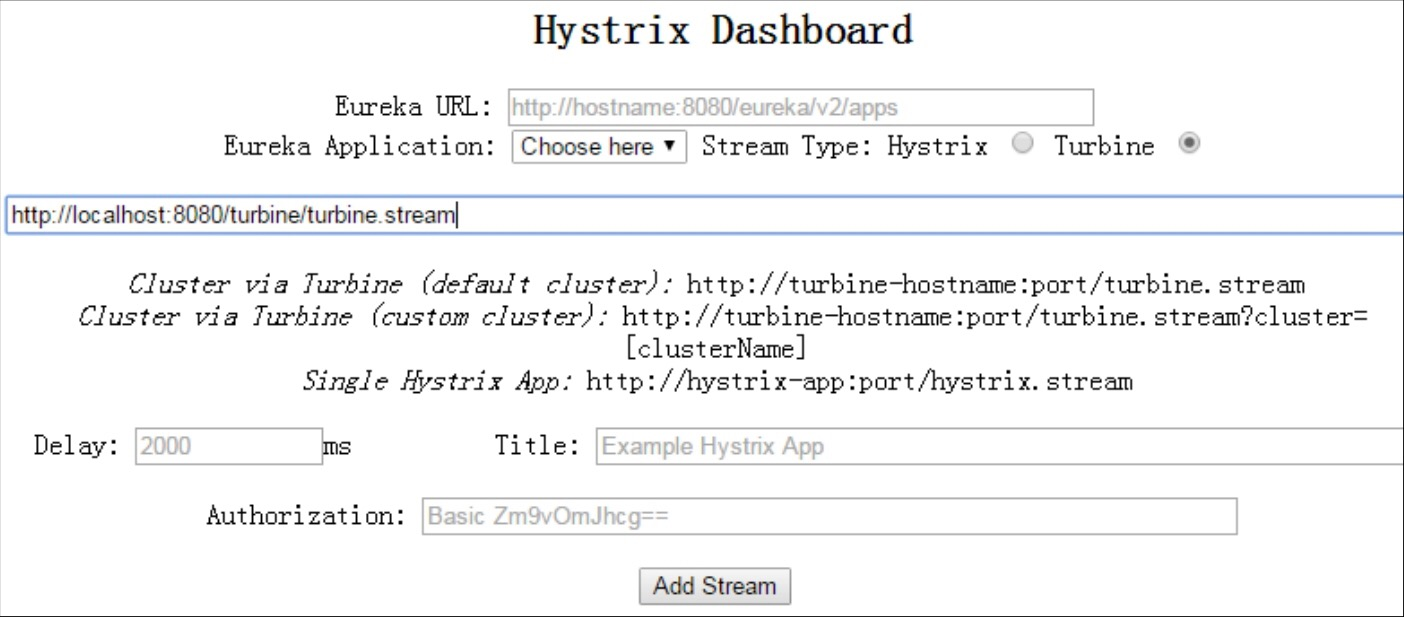 Hystrix Dashboard
Eureka URL: http://hostname:8080/eureka/v2/apps
Eureka Application: Choose here ▼ Stream Type: Hystrix Turbine
http://localhost:8080/turbine/turbine.stream
Cluster via Turbine (default cluster): http://turbine-hostname:port/turbine.stream
Cluster via Turbine (custom cluster): http://turbine-hostname:port/turbine.stream?cluster=
[clusterName]
Single Hystrix App: http://hystrix-app:port/hystrix.stream
Delay: 2000 ms Title: Example Hystrix App
Authorization: Basic Zm9vOmJhcg==
Add Stream